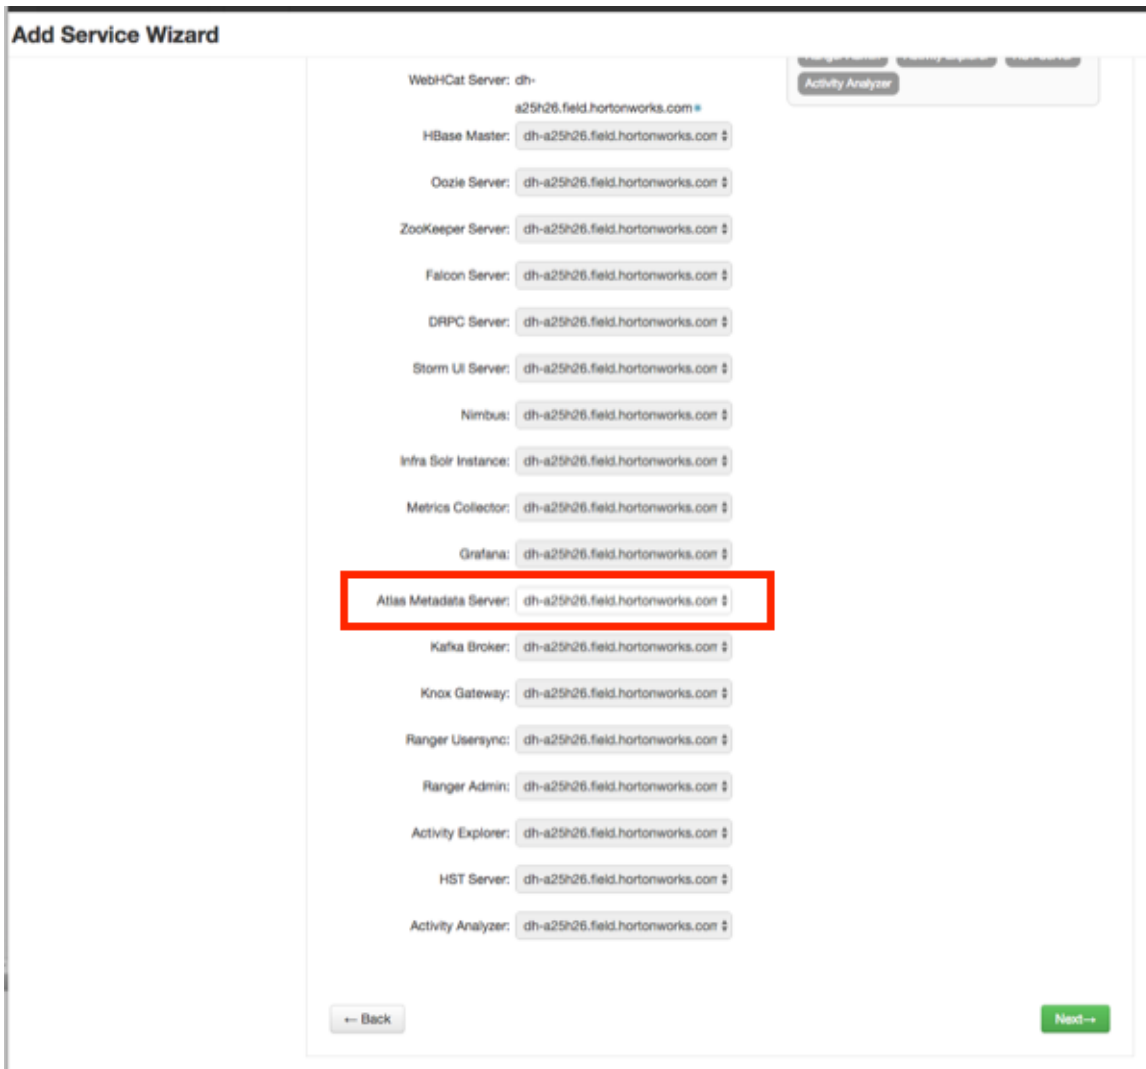 Add Service Wizard
Ranger Admin Activity Explorer HST Server
WebHCat Server: dh-
Activity Analyzer
a25h26.field.hortonworks.com
HBase Master: dh-a25h26.field.hortonworks.com
Oozie Server: dh-a25h26.field.hortonworks.com
ZooKeeper Server: dh-a25h26.field.hortonworks.com
Falcon Server: dh-a25h26.field.hortonworks.com
DRPC Server: dh-a25h26.field.hortonworks.com
Storm UI Server: dh-a25h26.field.hortonworks.com
Nimbus: dh-a25h26.field.hortonworks.com
Infra Solr Instance: dh-a25h26.field.hortonworks.com
Metrics Collector: dh-a25h26.field.hortonworks.com
Grafana: dh-a25h26.field.hortonworks.com
Atlas Metadata Server: dh-a25h26.field.hortonworks.com
Kafka Broker: dh-a25h26.field.hortonworks.com
Knox Gateway: dh-a25h26.field.hortonworks.com
Ranger Usersync: dh-a25h26.field.hortonworks.com
Ranger Admin: dh-a25h26.field.hortonworks.com
Activity Explorer: dh-a25h26.field.hortonworks.com
HST Server: dh-a25h26.field.hortonworks.com
Activity Analyzer: dh-a25h26.field.hortonworks.com
← Back
Next→